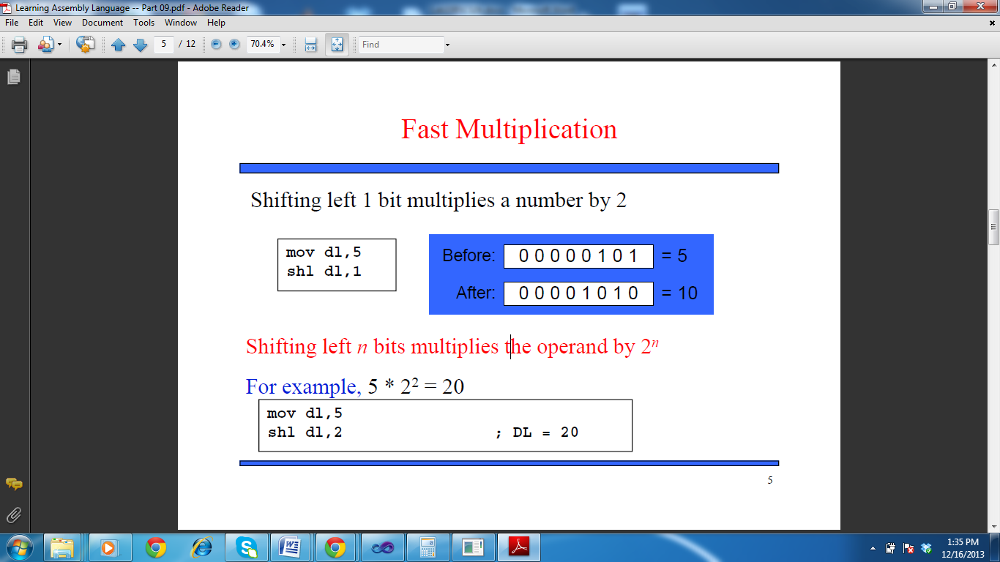 Learning Assembly Language -- Part 09.pdf - Adobe Reader
File Edit View Document Tools Window Help
5 / 12 70.4% Find
Fast Multiplication
Shifting left 1 bit multiplies a number by 2
mov dl,5
shl dl,1
Before: 0 0 0 0 0 1 0 1 = 5
After: 0 0 0 0 1 0 1 0 = 10
Shifting left n bits multiplies the operand by 2ⁿ
For example, 5 * 2² = 20
mov dl,5
shl dl,2 ; DL = 20
5
1:35 PM
12/16/2013